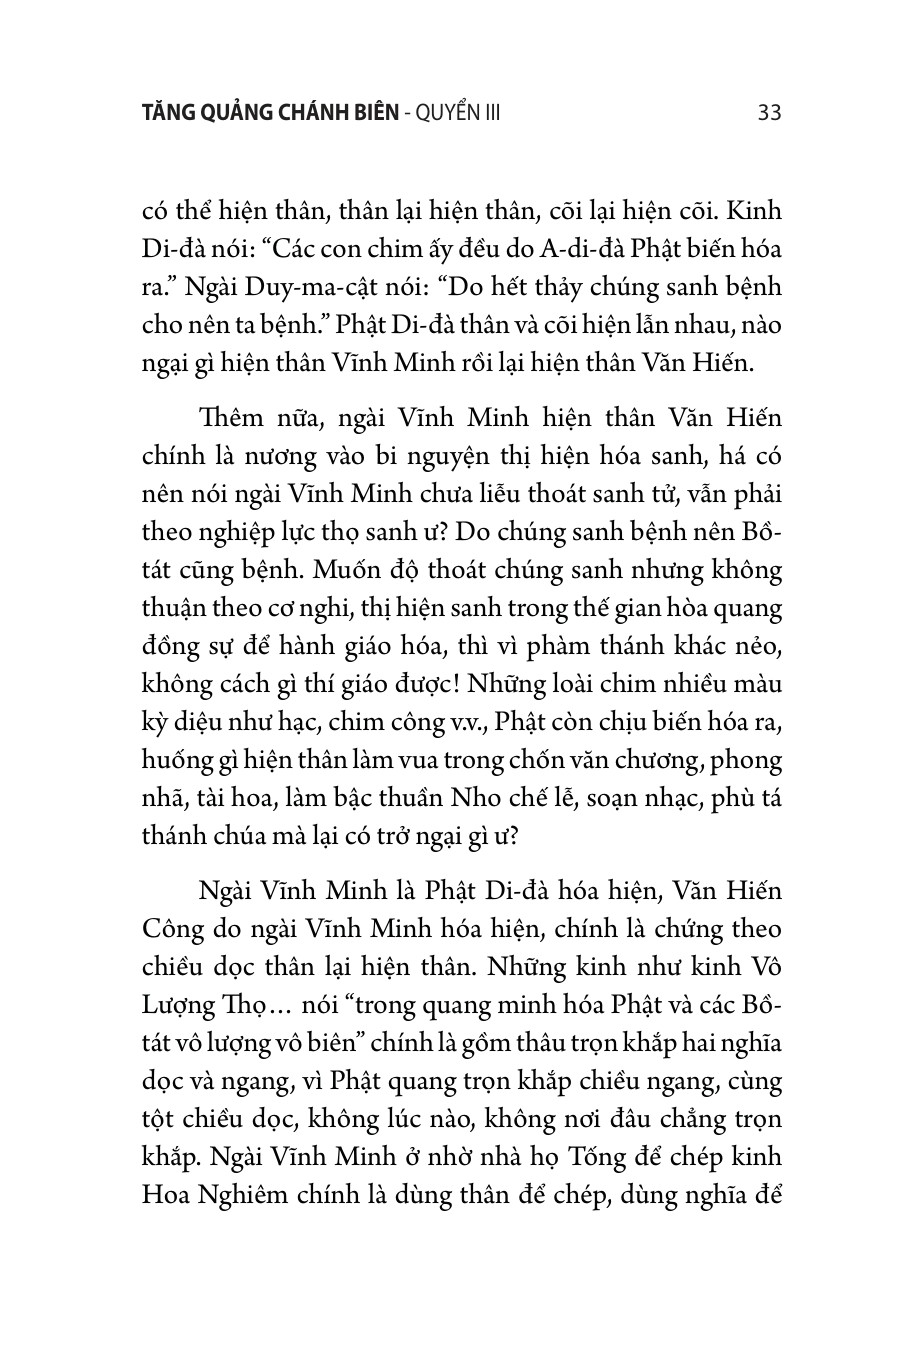 TĂNG QUẢNG CHÁNH BIÊN - QUYỂN III 33
có thể hiện thân, thân lại hiện thân, cõi lại hiện cõi. Kinh
Di-đà nói: “Các con chim ấy đều do A-di-đà Phật biến hóa
ra.” Ngài Duy-ma-cật nói: “Do hết thảy chúng sanh bệnh
cho nên ta bệnh.” Phật Di-đà thân và cõi hiện lẫn nhau, nào
ngại gì hiện thân Vĩnh Minh rồi lại hiện thân Văn Hiến.
Thêm nữa, ngài Vĩnh Minh hiện thân Văn Hiến
chính là nương vào bi nguyện thị hiện hóa sanh, há có
nên nói ngài Vĩnh Minh chưa liễu thoát sanh tử, vẫn phải
theo nghiệp lực thọ sanh ư? Do chúng sanh bệnh nên Bồ-
tát cũng bệnh. Muốn độ thoát chúng sanh nhưng không
thuận theo cơ nghi, thị hiện sanh trong thế gian hòa quang
đồng sự để hành giáo hóa, thì vì phàm thánh khác nẻo,
không cách gì thí giáo được! Những loài chim nhiều màu
kỳ diệu như hạc, chim công v.v., Phật còn chịu biến hóa ra,
huống gì hiện thân làm vua trong chốn văn chương, phong
nhã, tài hoa, làm bậc thuần Nho chế lễ, soạn nhạc, phù tá
thánh chúa mà lại có trở ngại gì ư?
Ngài Vĩnh Minh là Phật Di-đà hóa hiện, Văn Hiến
Công do ngài Vĩnh Minh hóa hiện, chính là chứng theo
chiều dọc thân lại hiện thân. Những kinh như kinh Vô
Lượng Thọ… nói “trong quang minh hóa Phật và các Bồ-
tát vô lượng vô biên” chính là gồm thâu trọn khắp hai nghĩa
dọc và ngang, vì Phật quang trọn khắp chiều ngang, cùng
tột chiều dọc, không lúc nào, không nơi đâu chẳng trọn
khắp. Ngài Vĩnh Minh ở nhờ nhà họ Tống để chép kinh
Hoa Nghiêm chính là dùng thân để chép, dùng nghĩa để